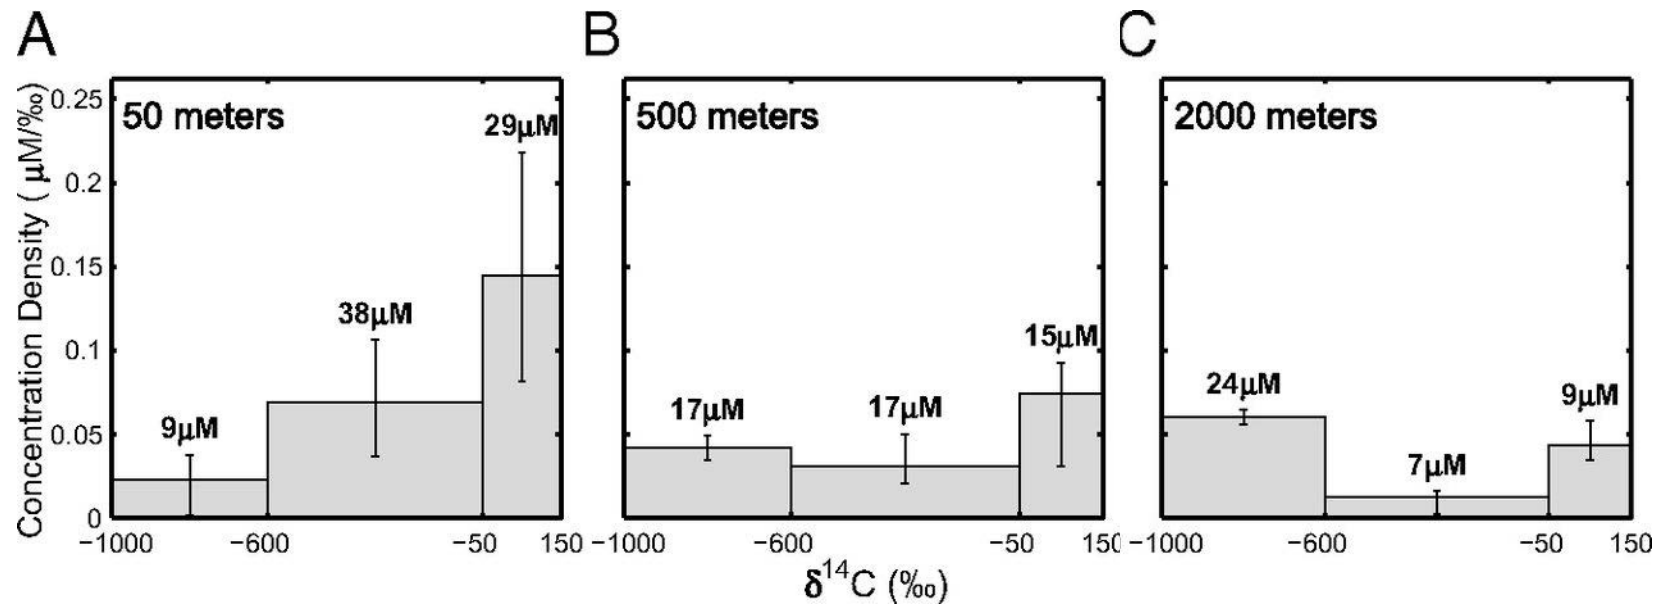 A
B
C
50 meters
500 meters
2000 meters
Concentration Density ( μM/‰)
0.25
0.2
0.15
0.1
0.05
0
9μM
38μM
29μM
17μM
17μM
15μM
24μM
7μM
9μM
−1000 −600 −50 150
−1000 −600 −50 150
−1000 −600 −50 150
δ¹⁴C (‰)